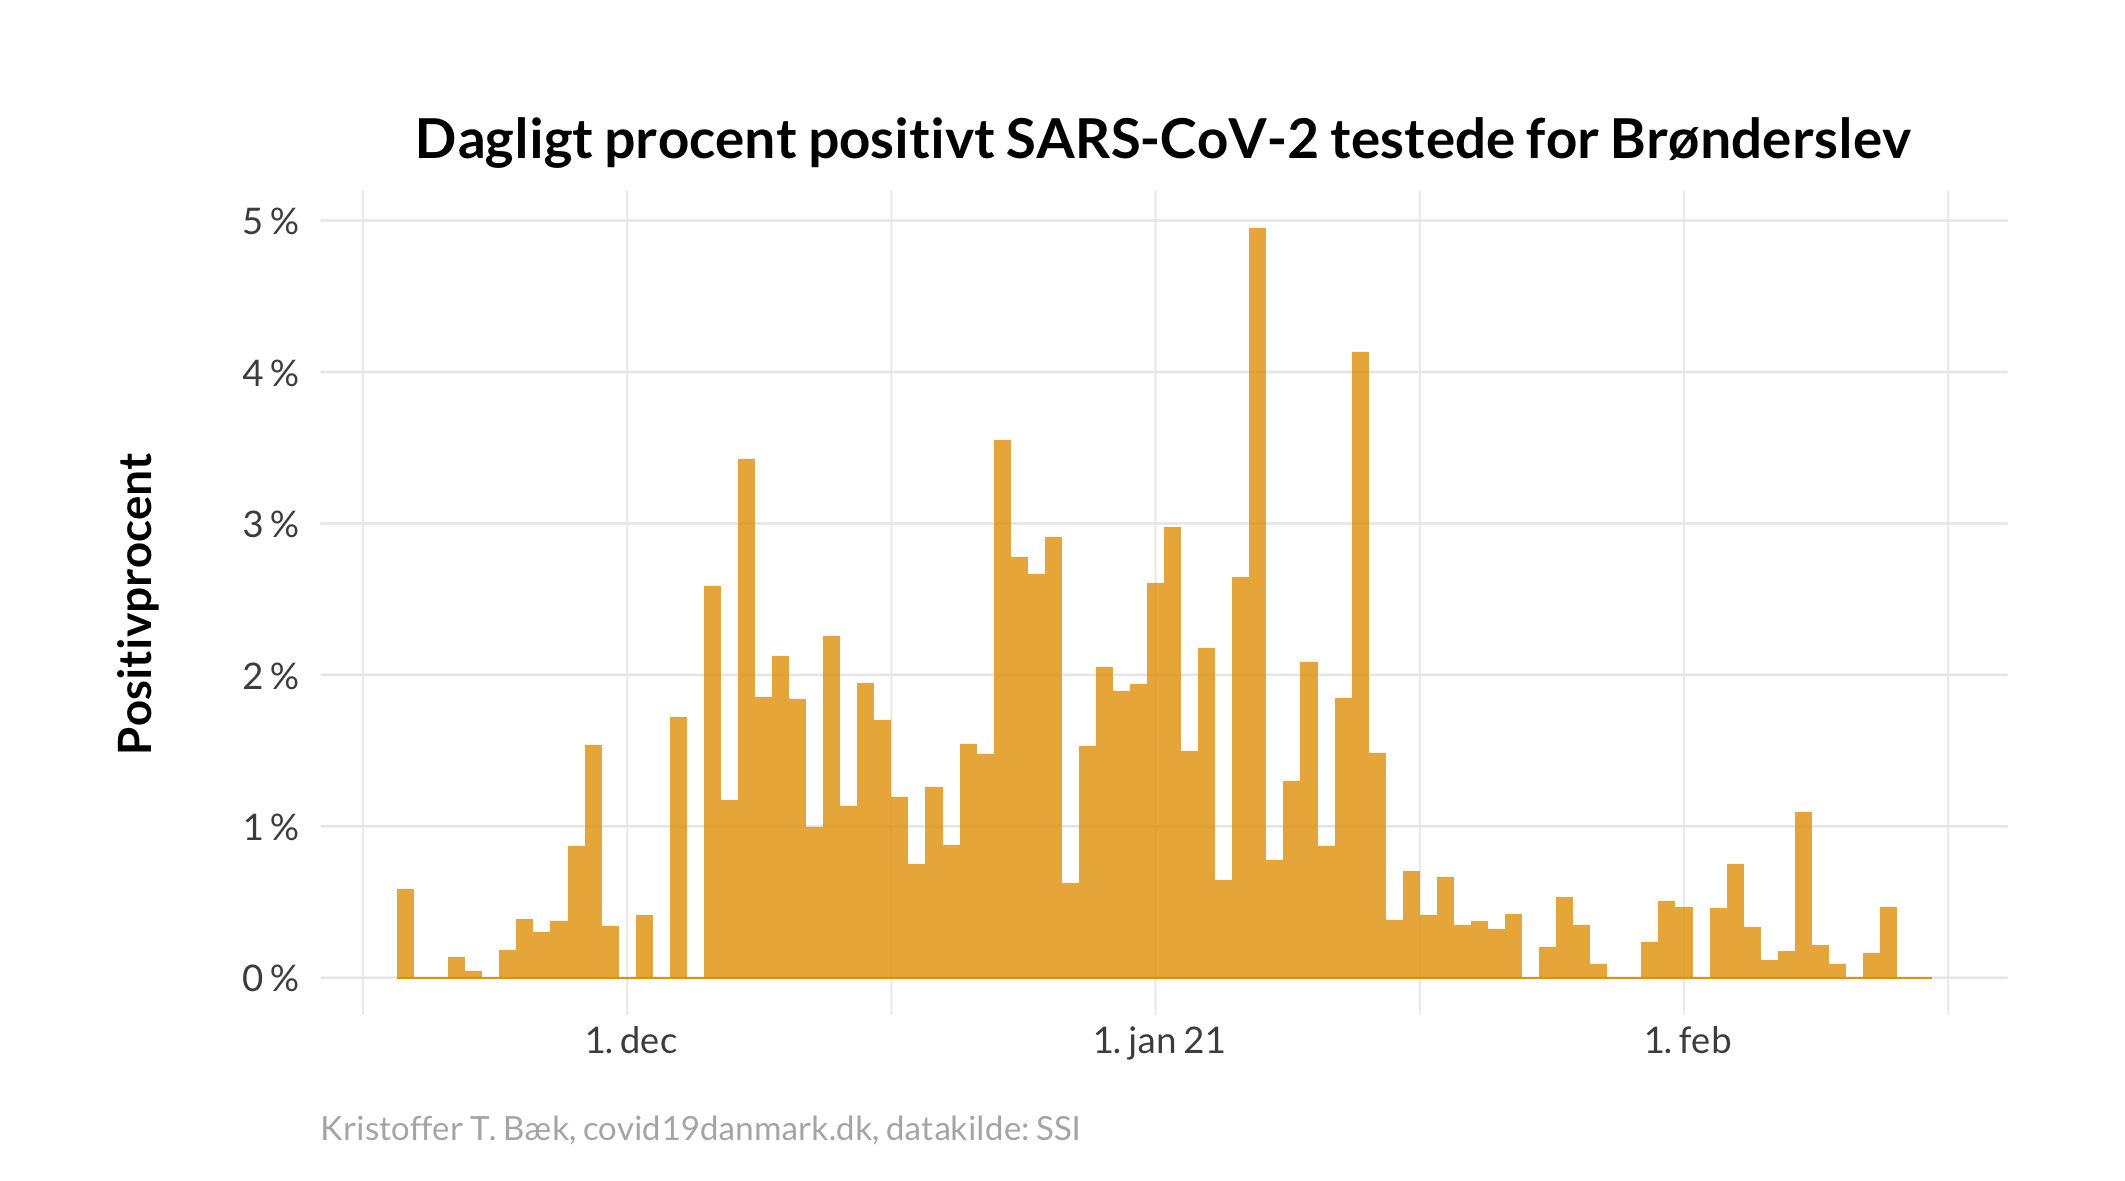 Dagligt procent positivt SARS-CoV-2 testede for Brønderslev
Positivprocent
5 %
4 %
3 %
2 %
1 %
0 %
1. dec
1. jan 21
1. feb
Kristoffer T. Bæk, covid19danmark.dk, datakilde: SSI